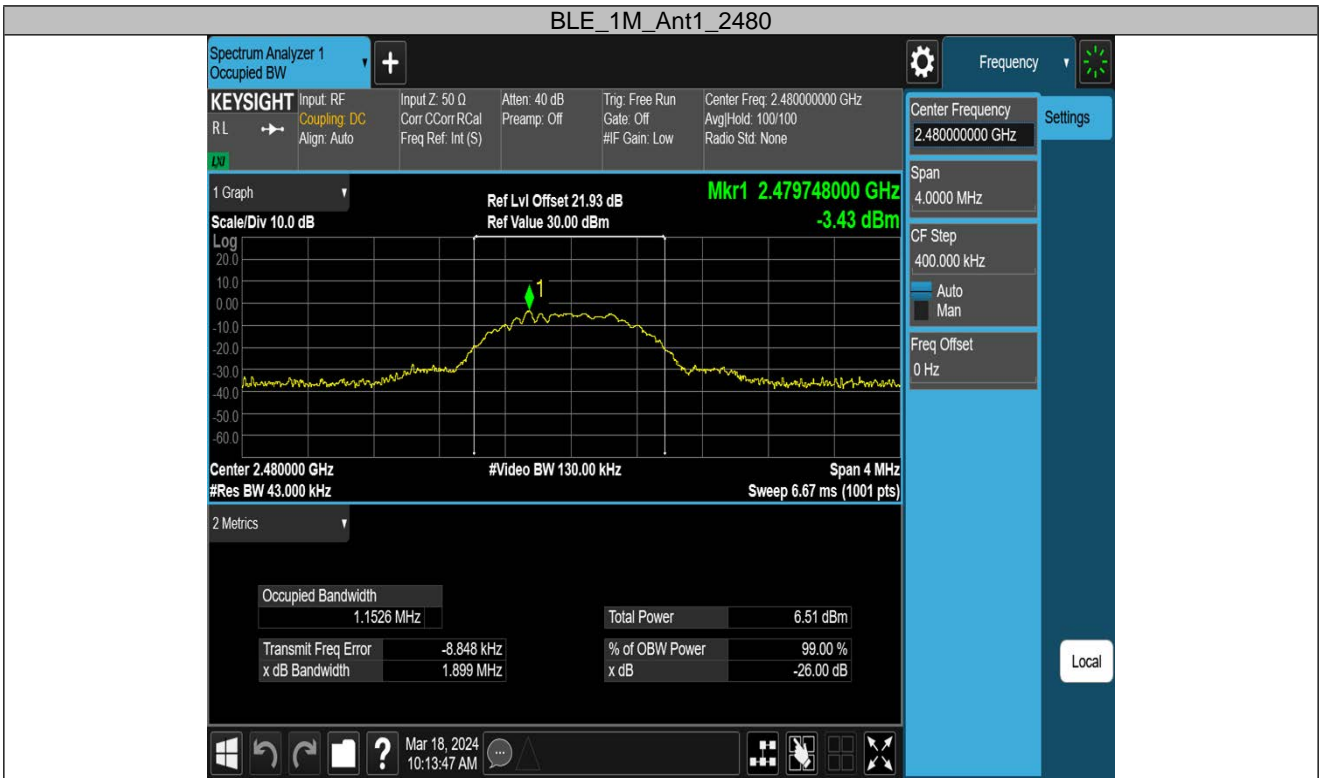 BLE_1M_Ant1_2480
Spectrum Analyzer 1
Occupied BW
+
Frequency
KEYSIGHT
RL
LXI
Input: RF
Coupling: DC
Align: Auto
Input Z: 50 Ω
Corr CCorr RCal
Freq Ref: Int (S)
Atten: 40 dB
Preamp: Off
Trig: Free Run
Gate: Off
#IF Gain: Low
Center Freq: 2.480000000 GHz
Avg|Hold: 100/100
Radio Std: None
Center Frequency
2.480000000 GHz
Settings
Span
4.0000 MHz
CF Step
400.000 kHz
Auto
Man
Freq Offset
0 Hz
Local
1 Graph
Scale/Div 10.0 dB
Ref Lvl Offset 21.93 dB
Ref Value 30.00 dBm
Mkr1 2.479748000 GHz
-3.43 dBm
Log
20.0
10.0
0.00
-10.0
-20.0
-30.0
-40.0
-50.0
-60.0
1
Center 2.480000 GHz
#Video BW 130.00 kHz
Span 4 MHz
#Res BW 43.000 kHz
Sweep 6.67 ms (1001 pts)
2 Metrics
Occupied Bandwidth
1.1526 MHz
Total Power 6.51 dBm
Transmit Freq Error -8.848 kHz
% of OBW Power 99.00 %
x dB Bandwidth 1.899 MHz
x dB -26.00 dB
?
Mar 18, 2024
10:13:47 AM